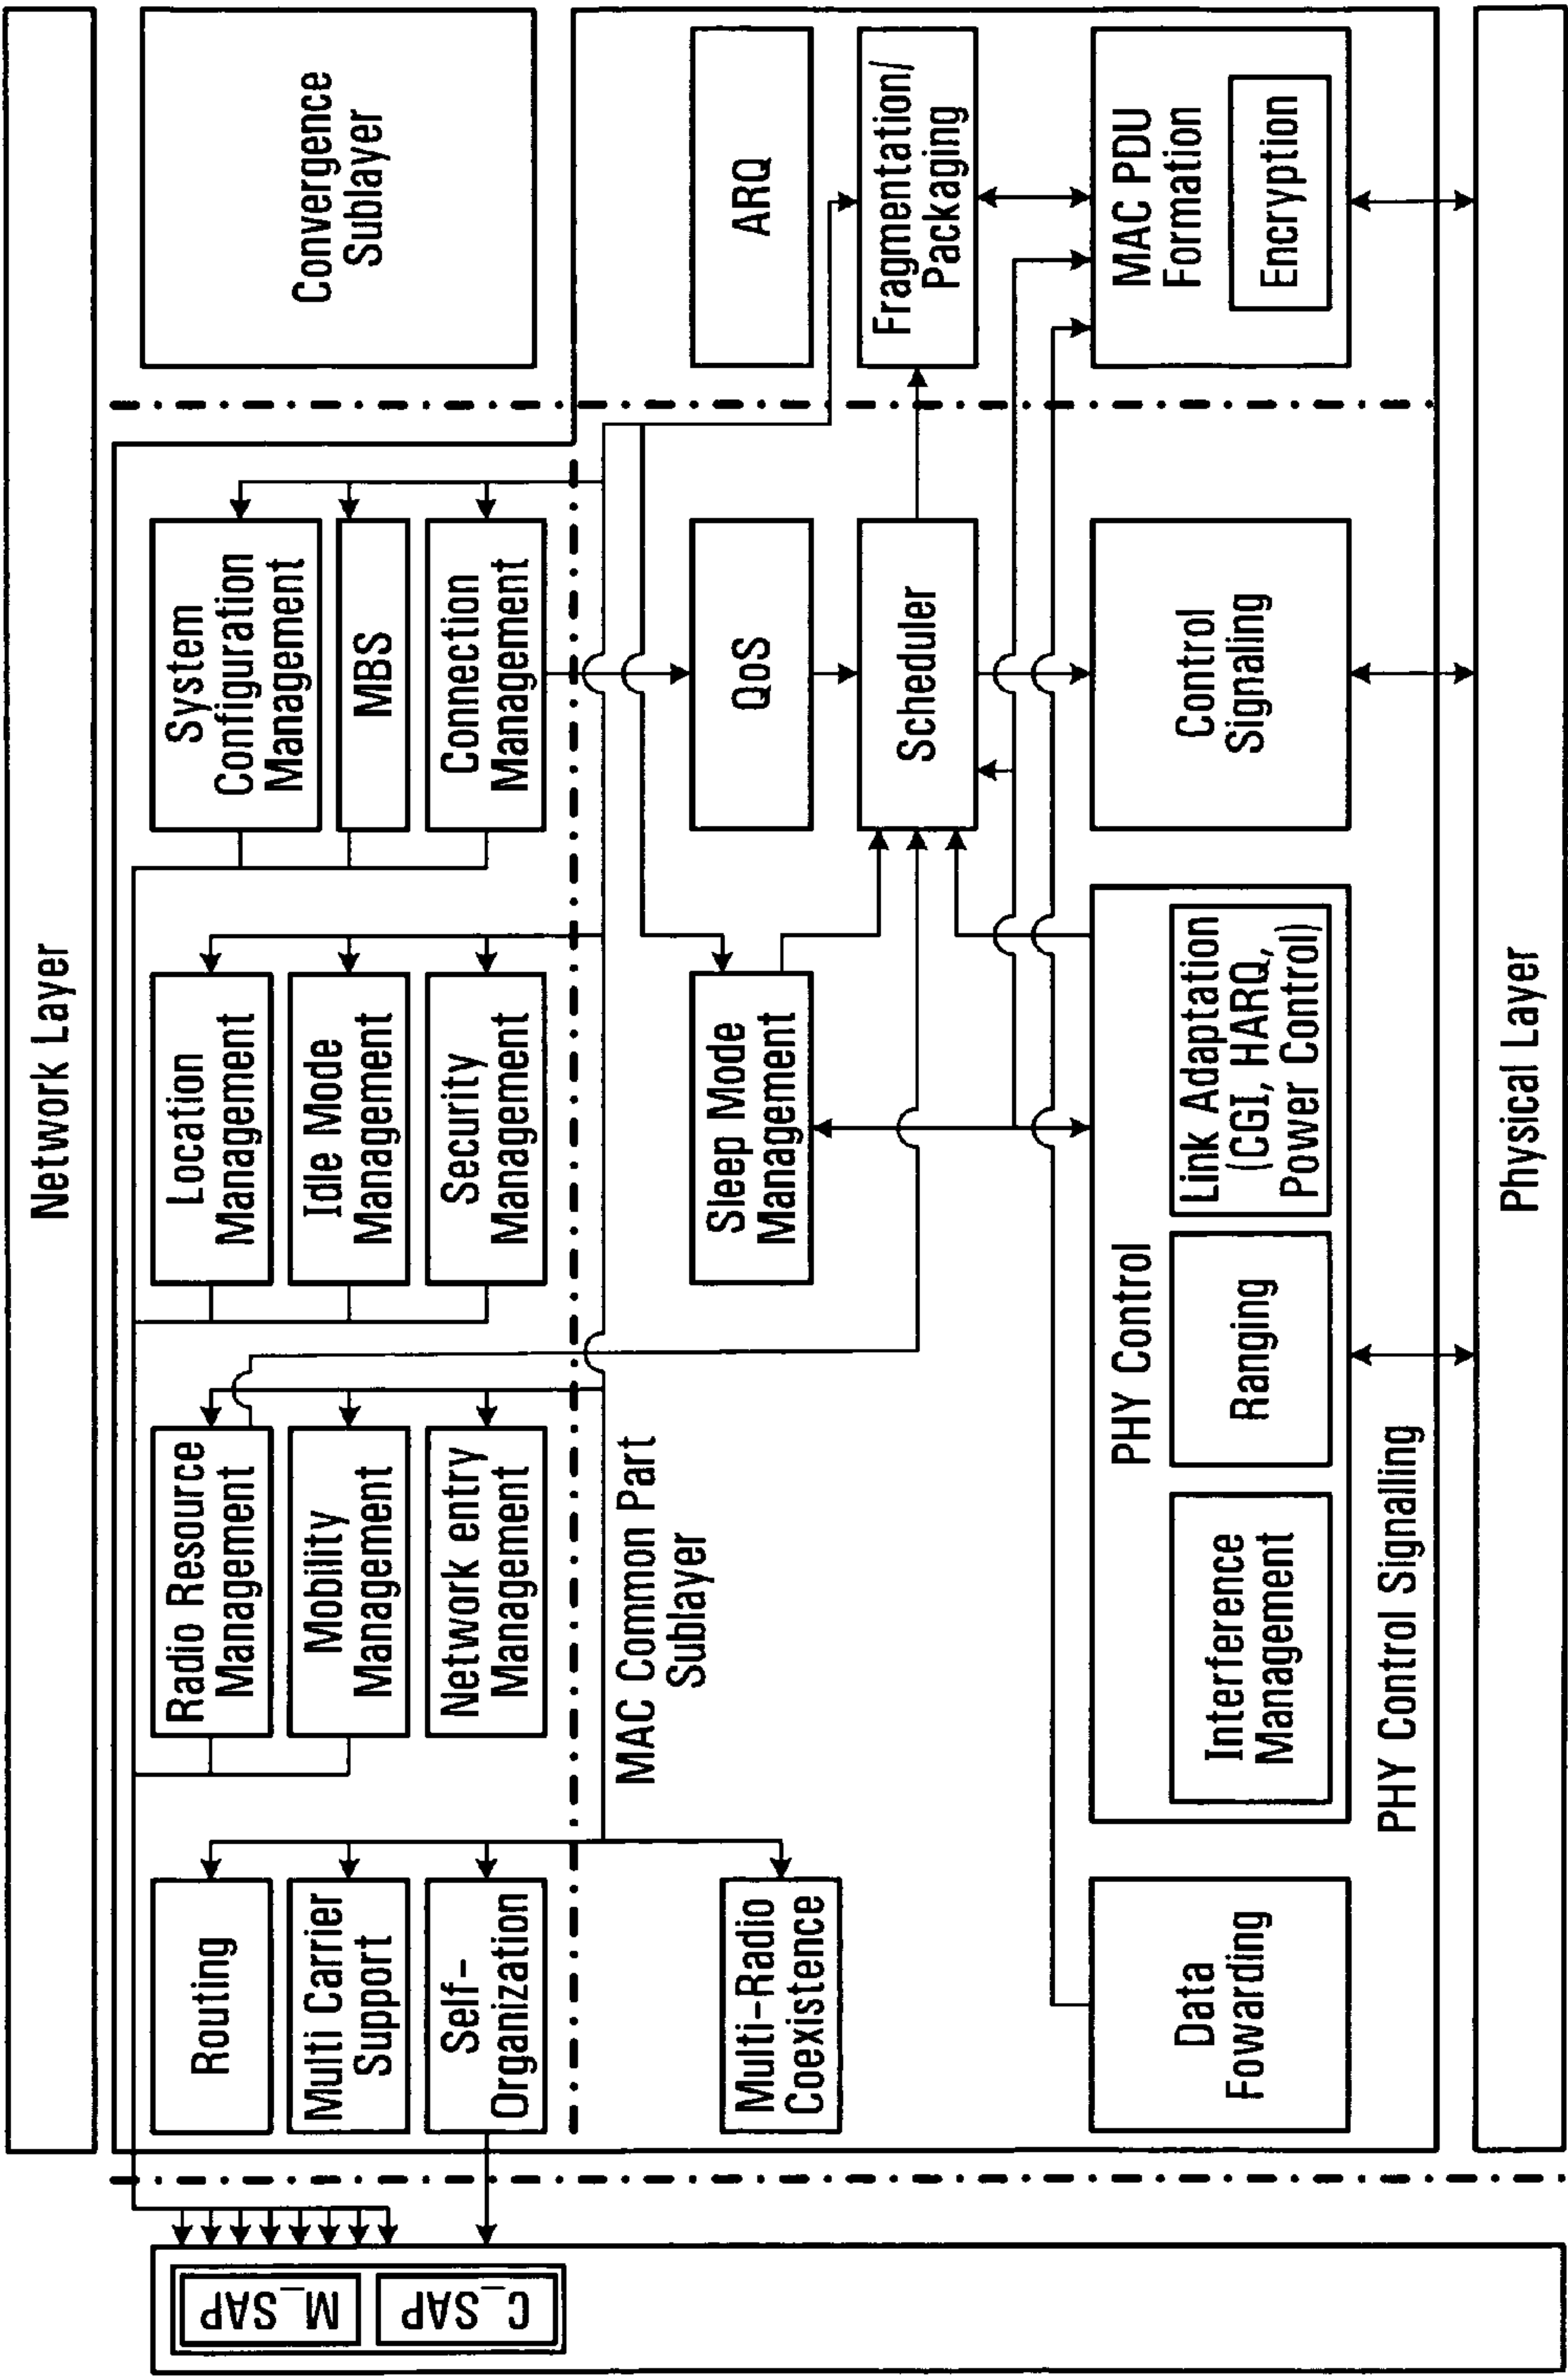 Network Layer
M_SAP
C_SAP
Routing
Multi Carrier
Support
Self-
Organization
Radio Resource
Management
Mobility
Management
Network entry
Management
Location
Management
Idle Mode
Management
Security
Management
System
Configuration
Management
MBS
Connection
Management
Convergence
Sublayer
MAC Common Part
Sublayer
Multi-Radio
Coexistence
Sleep Mode
Management
QoS
Scheduler
ARQ
Fragmentation/
Packaging
Data
Fowarding
PHY Control
Interference
Management
Ranging
Link Adaptation
(CGI, HARQ,
Power Control)
Control
Signaling
MAC PDU
Formation
Encryption
PHY Control Signalling
Physical Layer